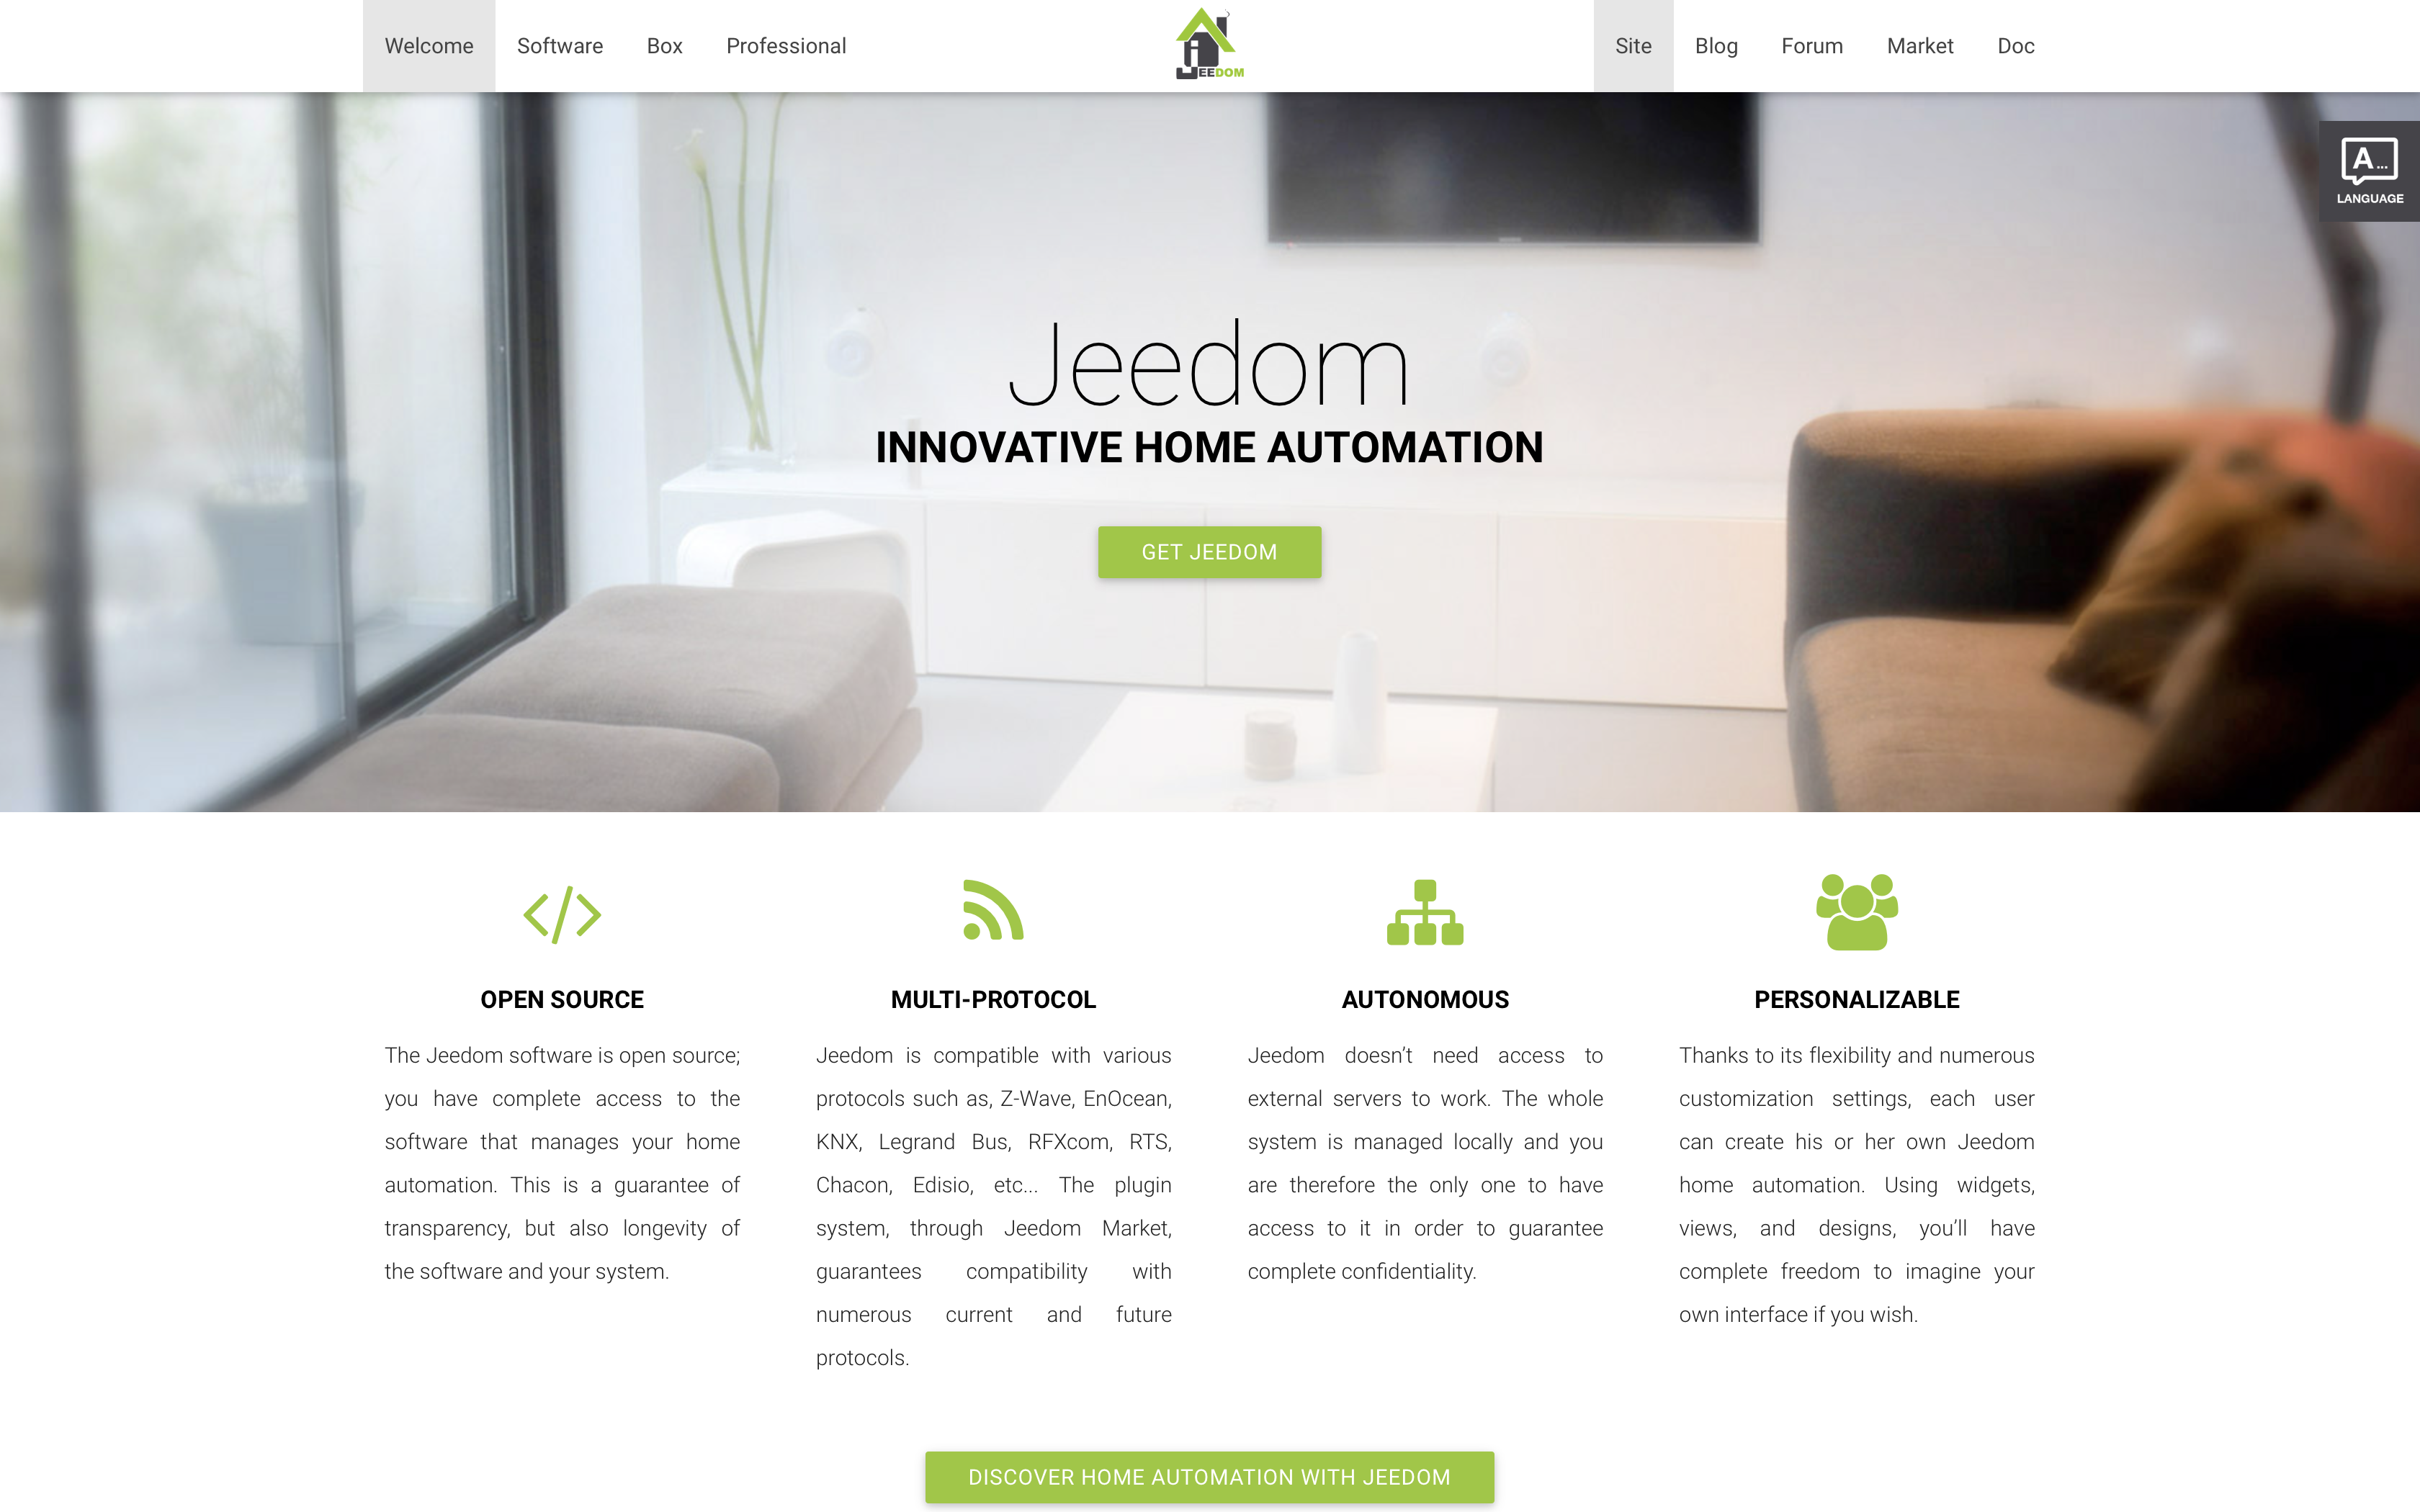 Welcome Software Box Professional
JEEDOM
Site Blog Forum Market Doc
A...
LANGUAGE
Jeedom
INNOVATIVE HOME AUTOMATION
GET JEEDOM
OPEN SOURCE
The Jeedom software is open source;
you have complete access to the
software that manages your home
automation. This is a guarantee of
transparency, but also longevity of
the software and your system.
MULTI-PROTOCOL
Jeedom is compatible with various
protocols such as, Z-Wave, EnOcean,
KNX, Legrand Bus, RFXcom, RTS,
Chacon, Edisio, etc... The plugin
system, through Jeedom Market,
guarantees compatibility with
numerous current and future
protocols.
AUTONOMOUS
Jeedom doesn’t need access to
external servers to work. The whole
system is managed locally and you
are therefore the only one to have
access to it in order to guarantee
complete confidentiality.
PERSONALIZABLE
Thanks to its flexibility and numerous
customization settings, each user
can create his or her own Jeedom
home automation. Using widgets,
views, and designs, you’ll have
complete freedom to imagine your
own interface if you wish.
DISCOVER HOME AUTOMATION WITH JEEDOM